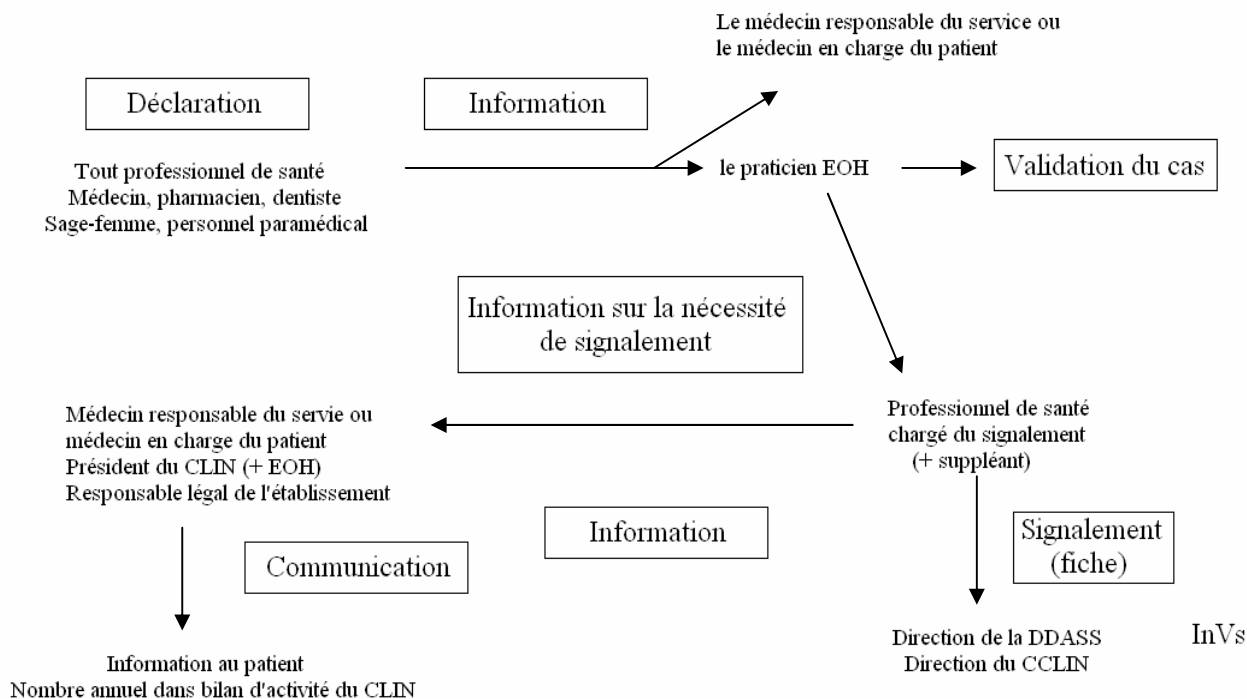 Le médecin responsable du service ou
le médecin en charge du patient
Déclaration
Information
Tout professionnel de santé
Médecin, pharmacien, dentiste
Sage-femme, personnel paramédical
le praticien EOH
Validation du cas
Information sur la nécessité
de signalement
Médecin responsable du servie ou
médecin en charge du patient
Président du CLIN (+ EOH)
Responsable légal de l'établissement
Professionnel de santé
chargé du signalement
(+ suppléant)
Information
Signalement
(fiche)
Communication
Direction de la DDASS
Direction du CCLIN
InVs
Information au patient
Nombre annuel dans bilan d'activité du CLIN